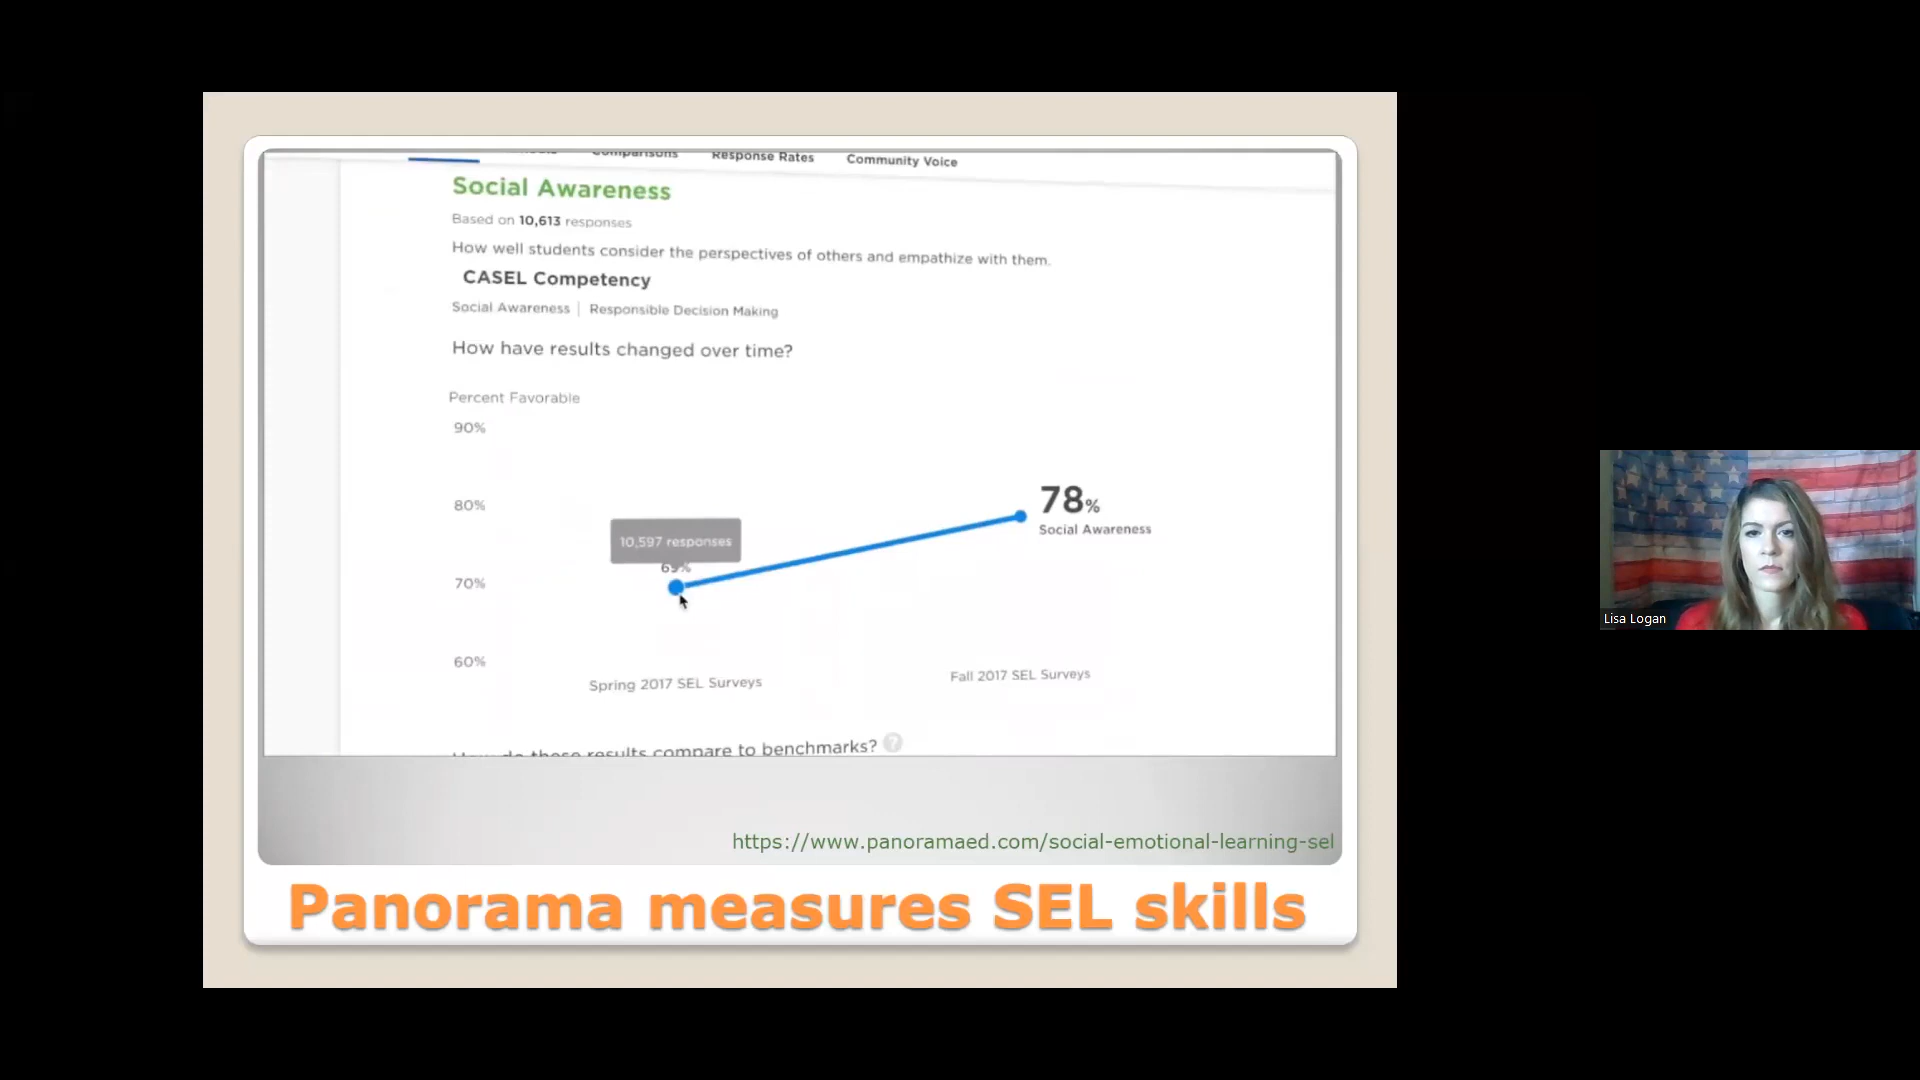 Response Rates
Community Voice
Social Awareness
Based on 10,613 responses
How well students consider the perspectives of others and empathize with them.
CASEL Competency
Social Awareness | Responsible Decision Making
How have results changed over time?
Percent Favorable
90%
80%
70%
60%
10,597 responses
69%
78%
Social Awareness
Spring 2017 SEL Surveys
Fall 2017 SEL Surveys
How do these results compare to benchmarks? ?
https://www.panoramaed.com/social-emotional-learning-sel
Panorama measures SEL skills
Lisa Logan